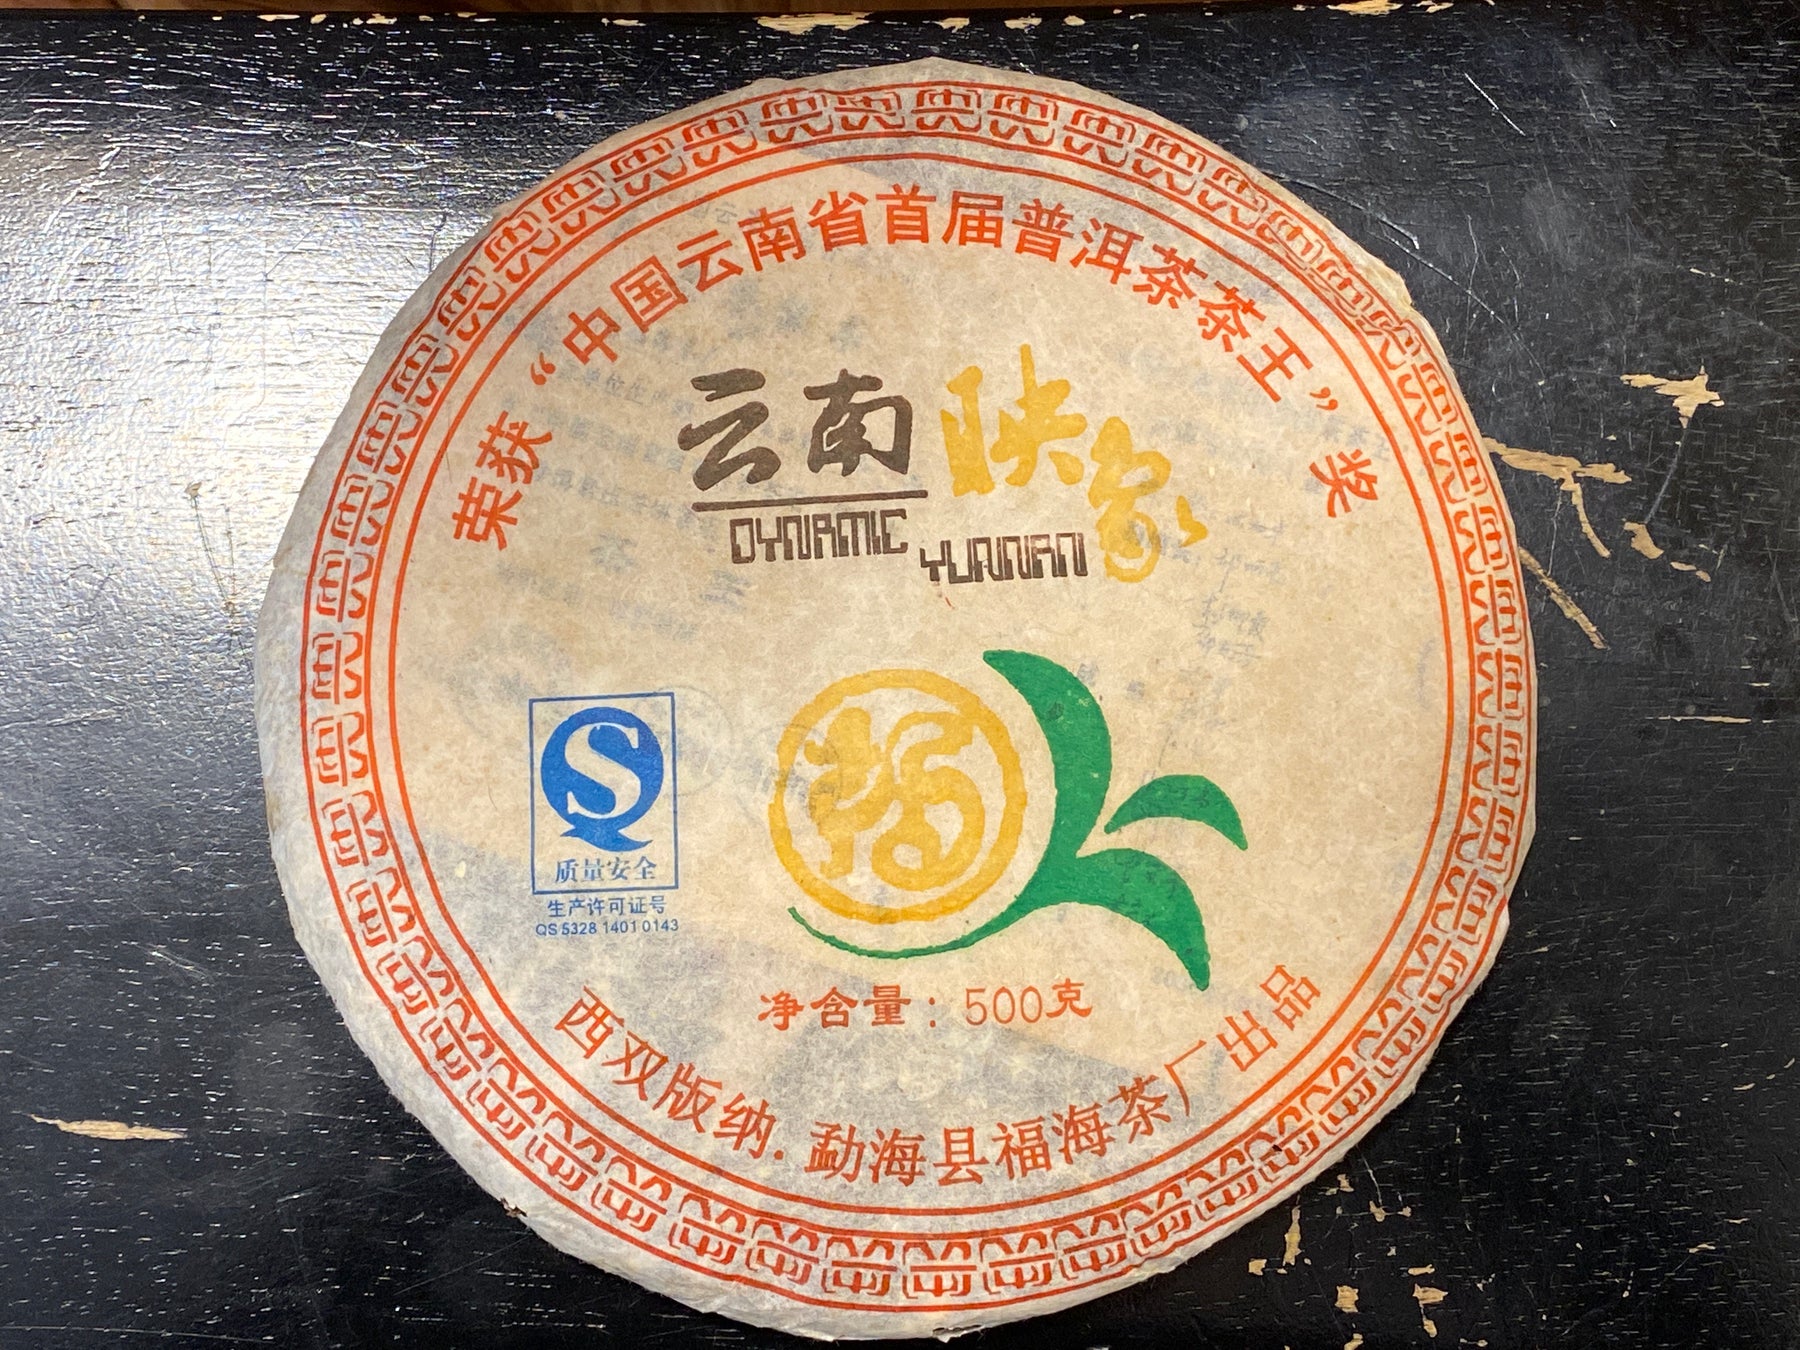 荣获“中国云南省首届普洱茶茶王”奖
云南映象
DYNAMIC YUNNAN
福
S
质量安全
生产许可证号
QS 5328 1401 0143
净含量：500克
西双版纳.勐海县福海茶厂出品